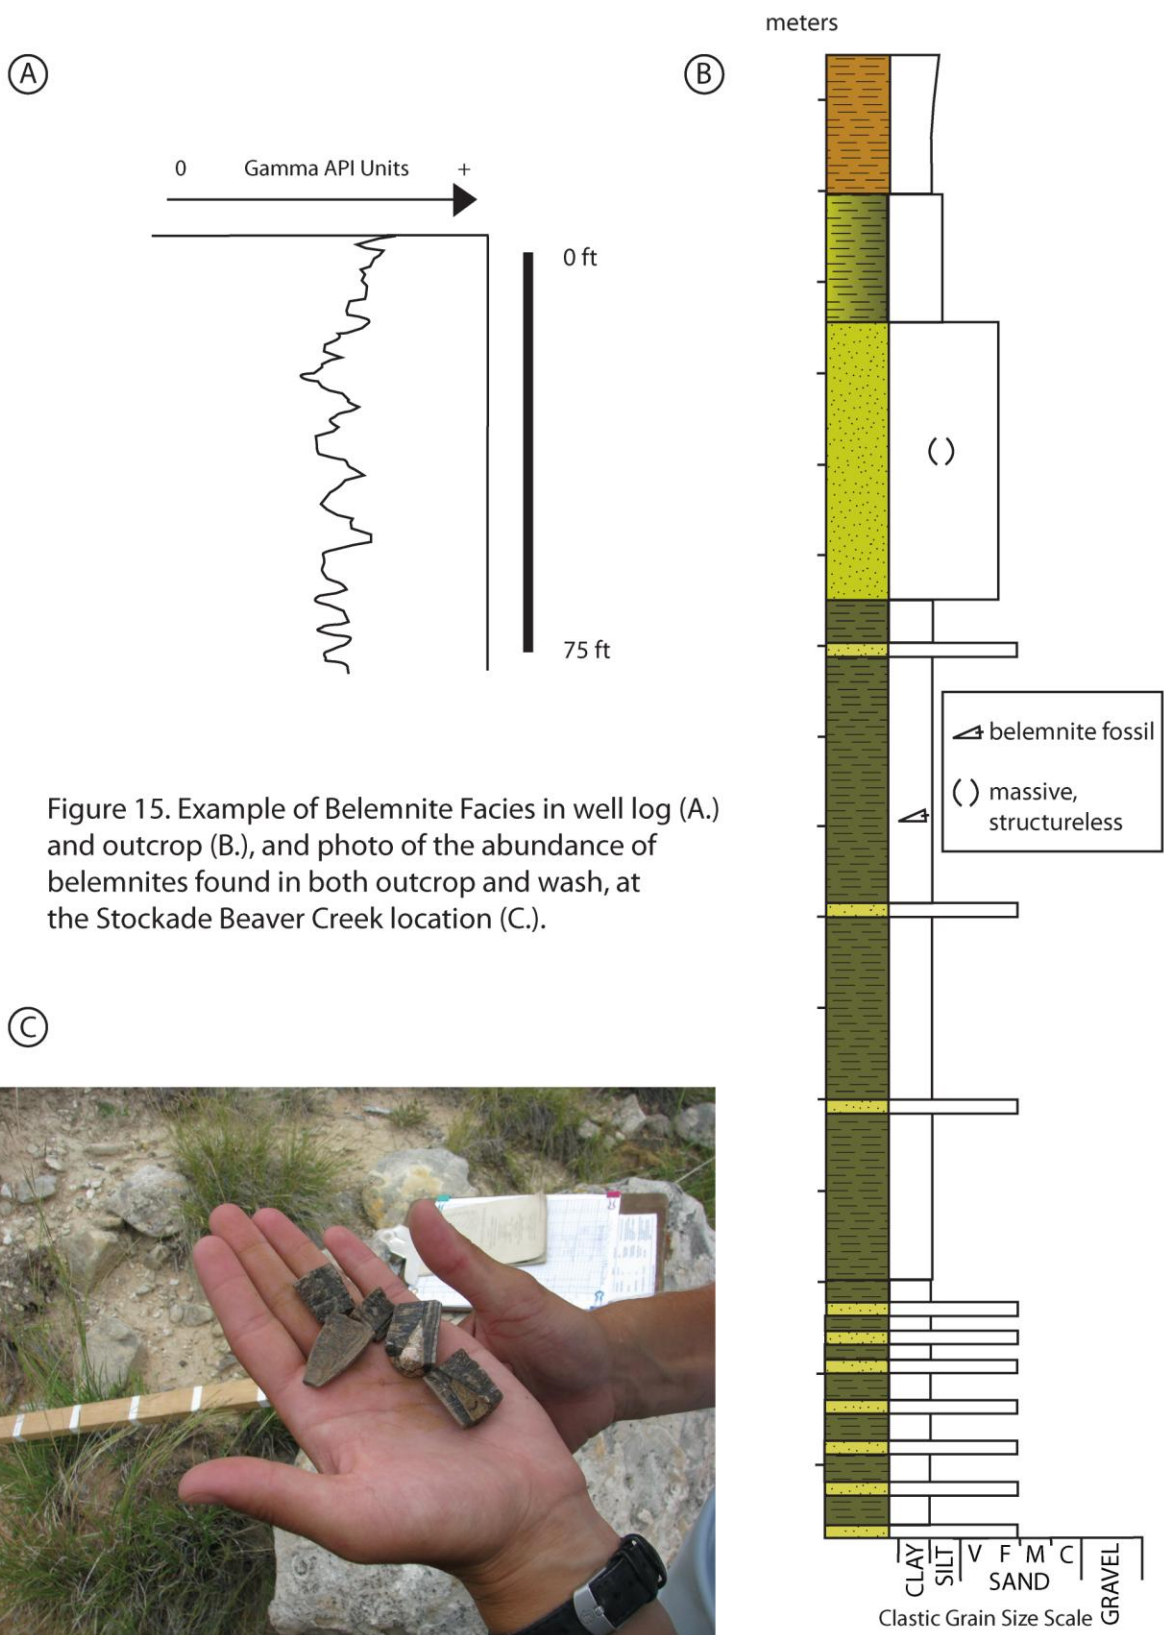 meters
A
B
0 Gamma API Units +
0 ft
75 ft
belemnite fossil
( ) massive,
structureless
Figure 15. Example of Belemnite Facies in well log (A.)
and outcrop (B.), and photo of the abundance of
belemnites found in both outcrop and wash, at
the Stockade Beaver Creek location (C.).
C
( )
CLAY
SILT
V F M C
SAND
GRAVEL
Clastic Grain Size Scale